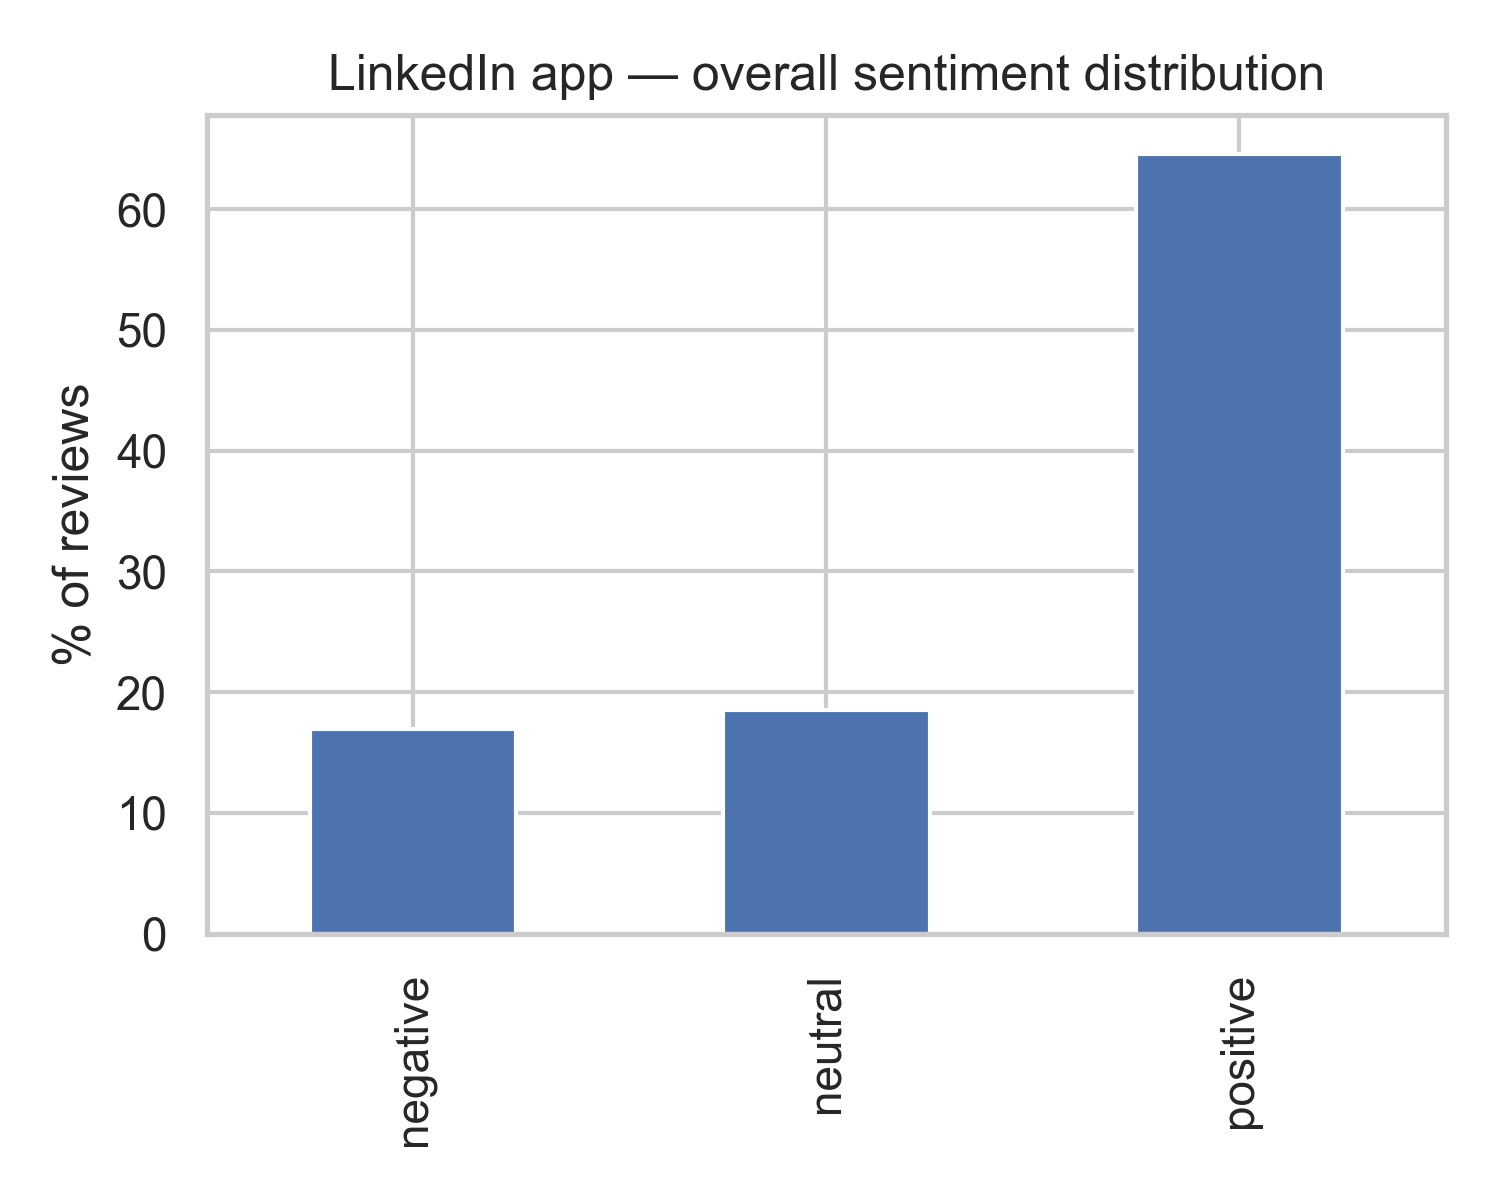 LinkedIn app — overall sentiment distribution
% of reviews
60
50
40
30
20
10
0
negative
neutral
positive